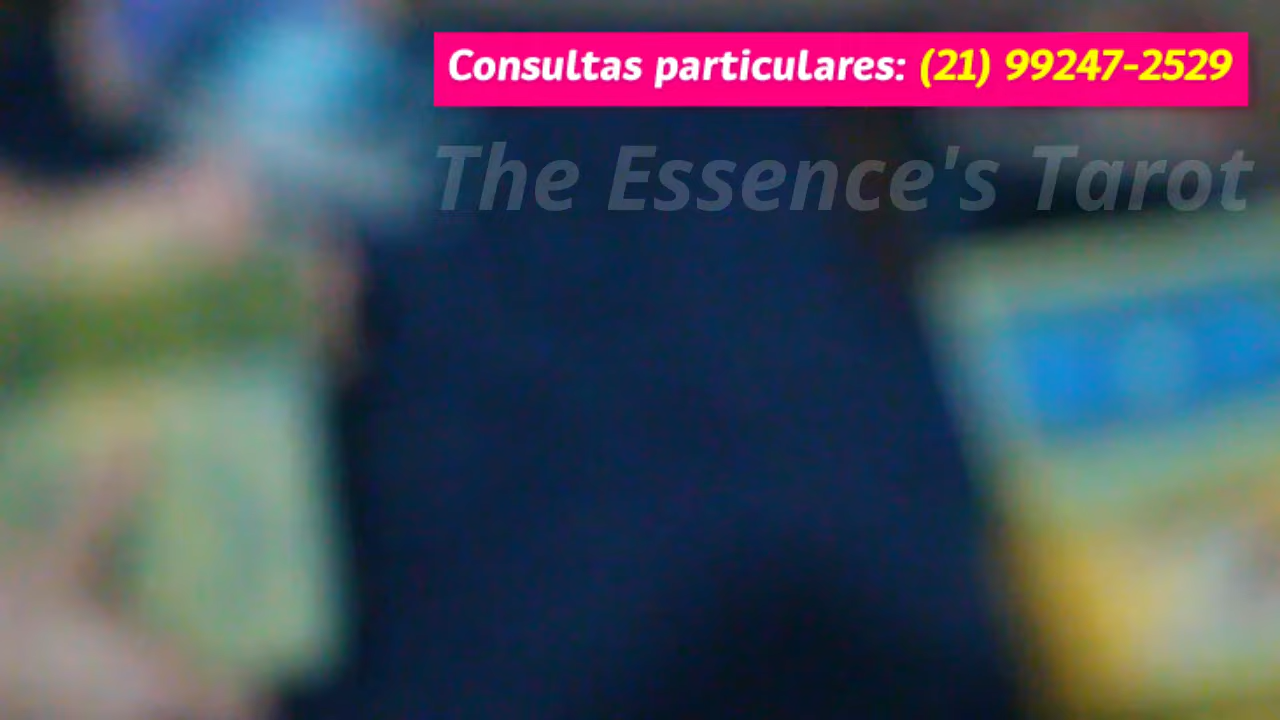 Consultas particulares: (21) 99247-2529
The Essence's Tarot